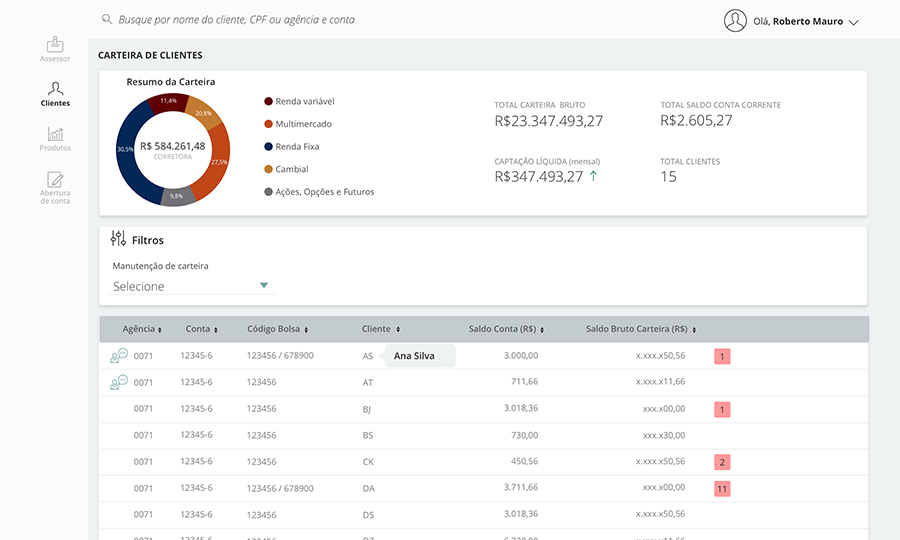 Busque por nome do cliente, CPF ou agência e conta
Olá, Roberto Mauro
Assessor
Clientes
Produtos
Abertura
de conta
CARTEIRA DE CLIENTES
Resumo da Carteira
11,4%
20,8%
27,5%
9,8%
30,5%
R$ 584.261,48
CORRETORA
Renda variável
Multimercado
Renda Fixa
Cambial
Ações, Opções e Futuros
TOTAL CARTEIRA BRUTO
R$23.347.493,27
TOTAL SALDO CONTA CORRENTE
R$2.605,27
CAPTAÇÃO LÍQUIDA (mensal)
R$347.493,27
TOTAL CLIENTES
15
Filtros
Manutenção de carteira
Selecione
Agência Conta Código Bolsa Cliente Saldo Conta (R$) Saldo Bruto Carteira (R$)
0071 12345-6 123456 / 678900 AS Ana Silva 3.000,00 x.xxx.x50,56 1
0071 12345-6 123456 AT 711,66 x.xxx.x11,66
0071 12345-6 123456 BJ 3.018,36 xxx.x00,00 1
0071 12345-6 123456 BS 730,00 xxx.x30,00
0071 12345-6 123456 CK 450,56 x.xxx.x50,56 2
0071 12345-6 123456 / 678900 DA 3.711,66 xxx.x00,00 11
0071 12345-6 123456 DS 3.018,36 x.xxx.x50,56